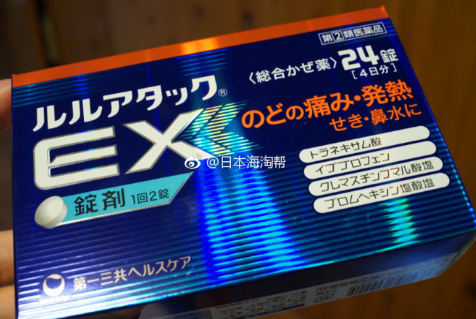 指定第②類医薬品
〈総合かぜ薬〉24錠
[4日分]
ルルアタック®
EX
のどの痛み・発熱
せき・鼻水に
トラネキサム酸
イブプロフェン
クレマスチンフマル酸塩
ブロムヘキシン塩酸塩
錠剤 1回2錠
第一三共ヘルスケア
@日本海淘帮